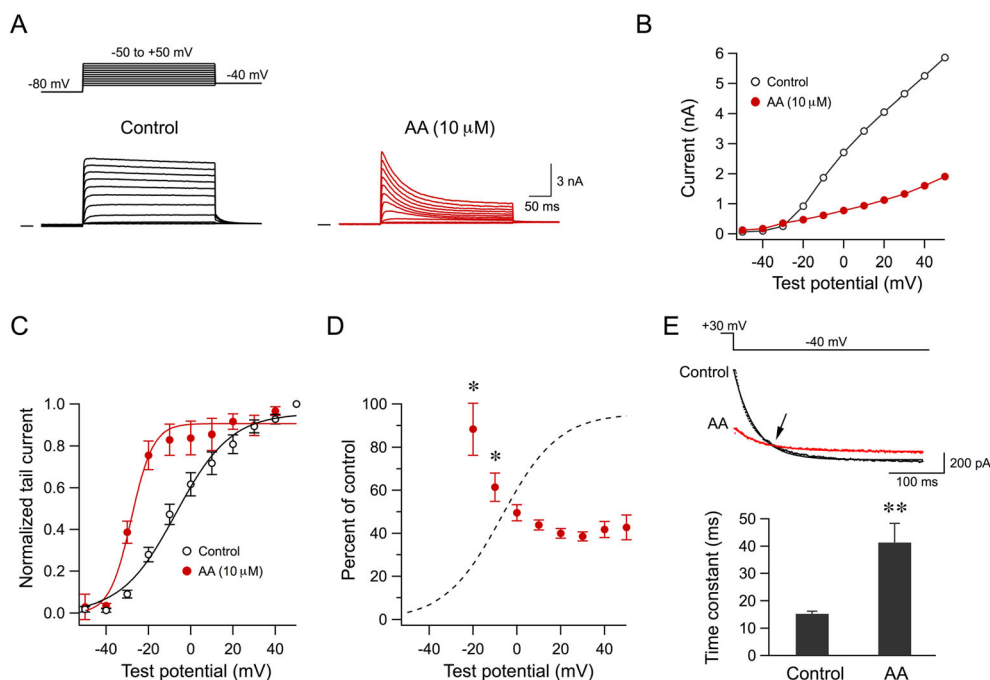 A
-50 to +50 mV
-80 mV
-40 mV
Control
AA (10 μM)
3 nA
50 ms
B
Control
AA (10 μM)
Current (nA)
6
5
4
3
2
1
0
-40 -20 0 20 40
Test potential (mV)
C
Normalized tail current
1.0
0.8
0.6
0.4
0.2
0.0
Control
AA (10 μM)
-40 -20 0 20 40
Test potential (mV)
D
Percent of control
100
80
60
40
20
0
*
*
-40 -20 0 20 40
Test potential (mV)
E
+30 mV
-40 mV
Control
AA
200 pA
100 ms
Time constant (ms)
50
40
30
20
10
0
**
Control AA